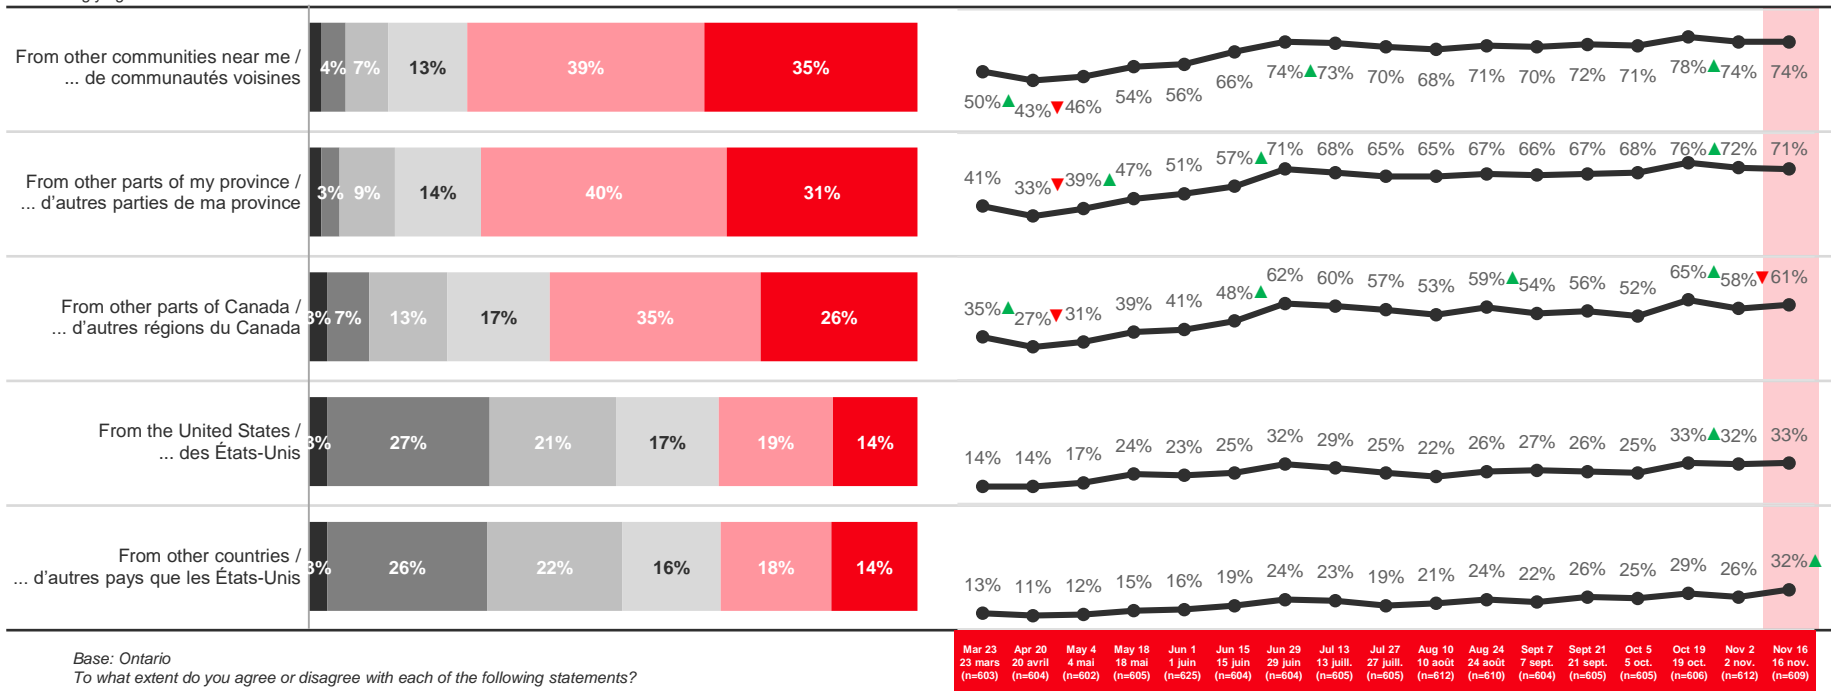 From other communities near me /
... de communautés voisines
4% 7% 13% 39% 35%
50% 43% 46% 54% 56% 66% 74% 73% 70% 68% 71% 70% 72% 71% 78% 74% 74%
From other parts of my province /
... d'autres parties de ma province
3% 9% 14% 40% 31%
41% 33% 39% 47% 51% 57% 71% 68% 65% 65% 67% 66% 67% 68% 76% 72% 71%
From other parts of Canada /
... d'autres régions du Canada
3% 7% 13% 17% 35% 26%
35% 27% 31% 39% 41% 48% 62% 60% 57% 53% 59% 54% 56% 52% 65% 58% 61%
From the United States /
... des États-Unis
3% 27% 21% 17% 19% 14%
14% 14% 17% 24% 23% 25% 32% 29% 25% 22% 26% 27% 26% 25% 33% 32% 33%
From other countries /
... d'autres pays que les États-Unis
3% 26% 22% 16% 18% 14%
13% 11% 12% 15% 16% 19% 24% 23% 19% 21% 24% 22% 26% 25% 29% 26% 32%
Mar 23 Apr 20 May 4 May 18 Jun 1 Jun 15 Jun 29 Jul 13 Jul 27 Aug 10 Aug 24 Sept 7 Sept 21 Oct 5 Oct 19 Nov 2 Nov 16
23 mars 20 avril 4 mai 18 mai 1 juin 15 juin 29 juin 13 juill. 27 juill. 10 août 24 août 7 sept. 21 sept. 5 oct. 19 oct. 2 nov. 16 nov.
(n=603) (n=604) (n=602) (n=605) (n=625) (n=604) (n=604) (n=605) (n=605) (n=612) (n=610) (n=604) (n=605) (n=605) (n=606) (n=612) (n=609)
Base: Ontario
To what extent do you agree or disagree with each of the following statements?